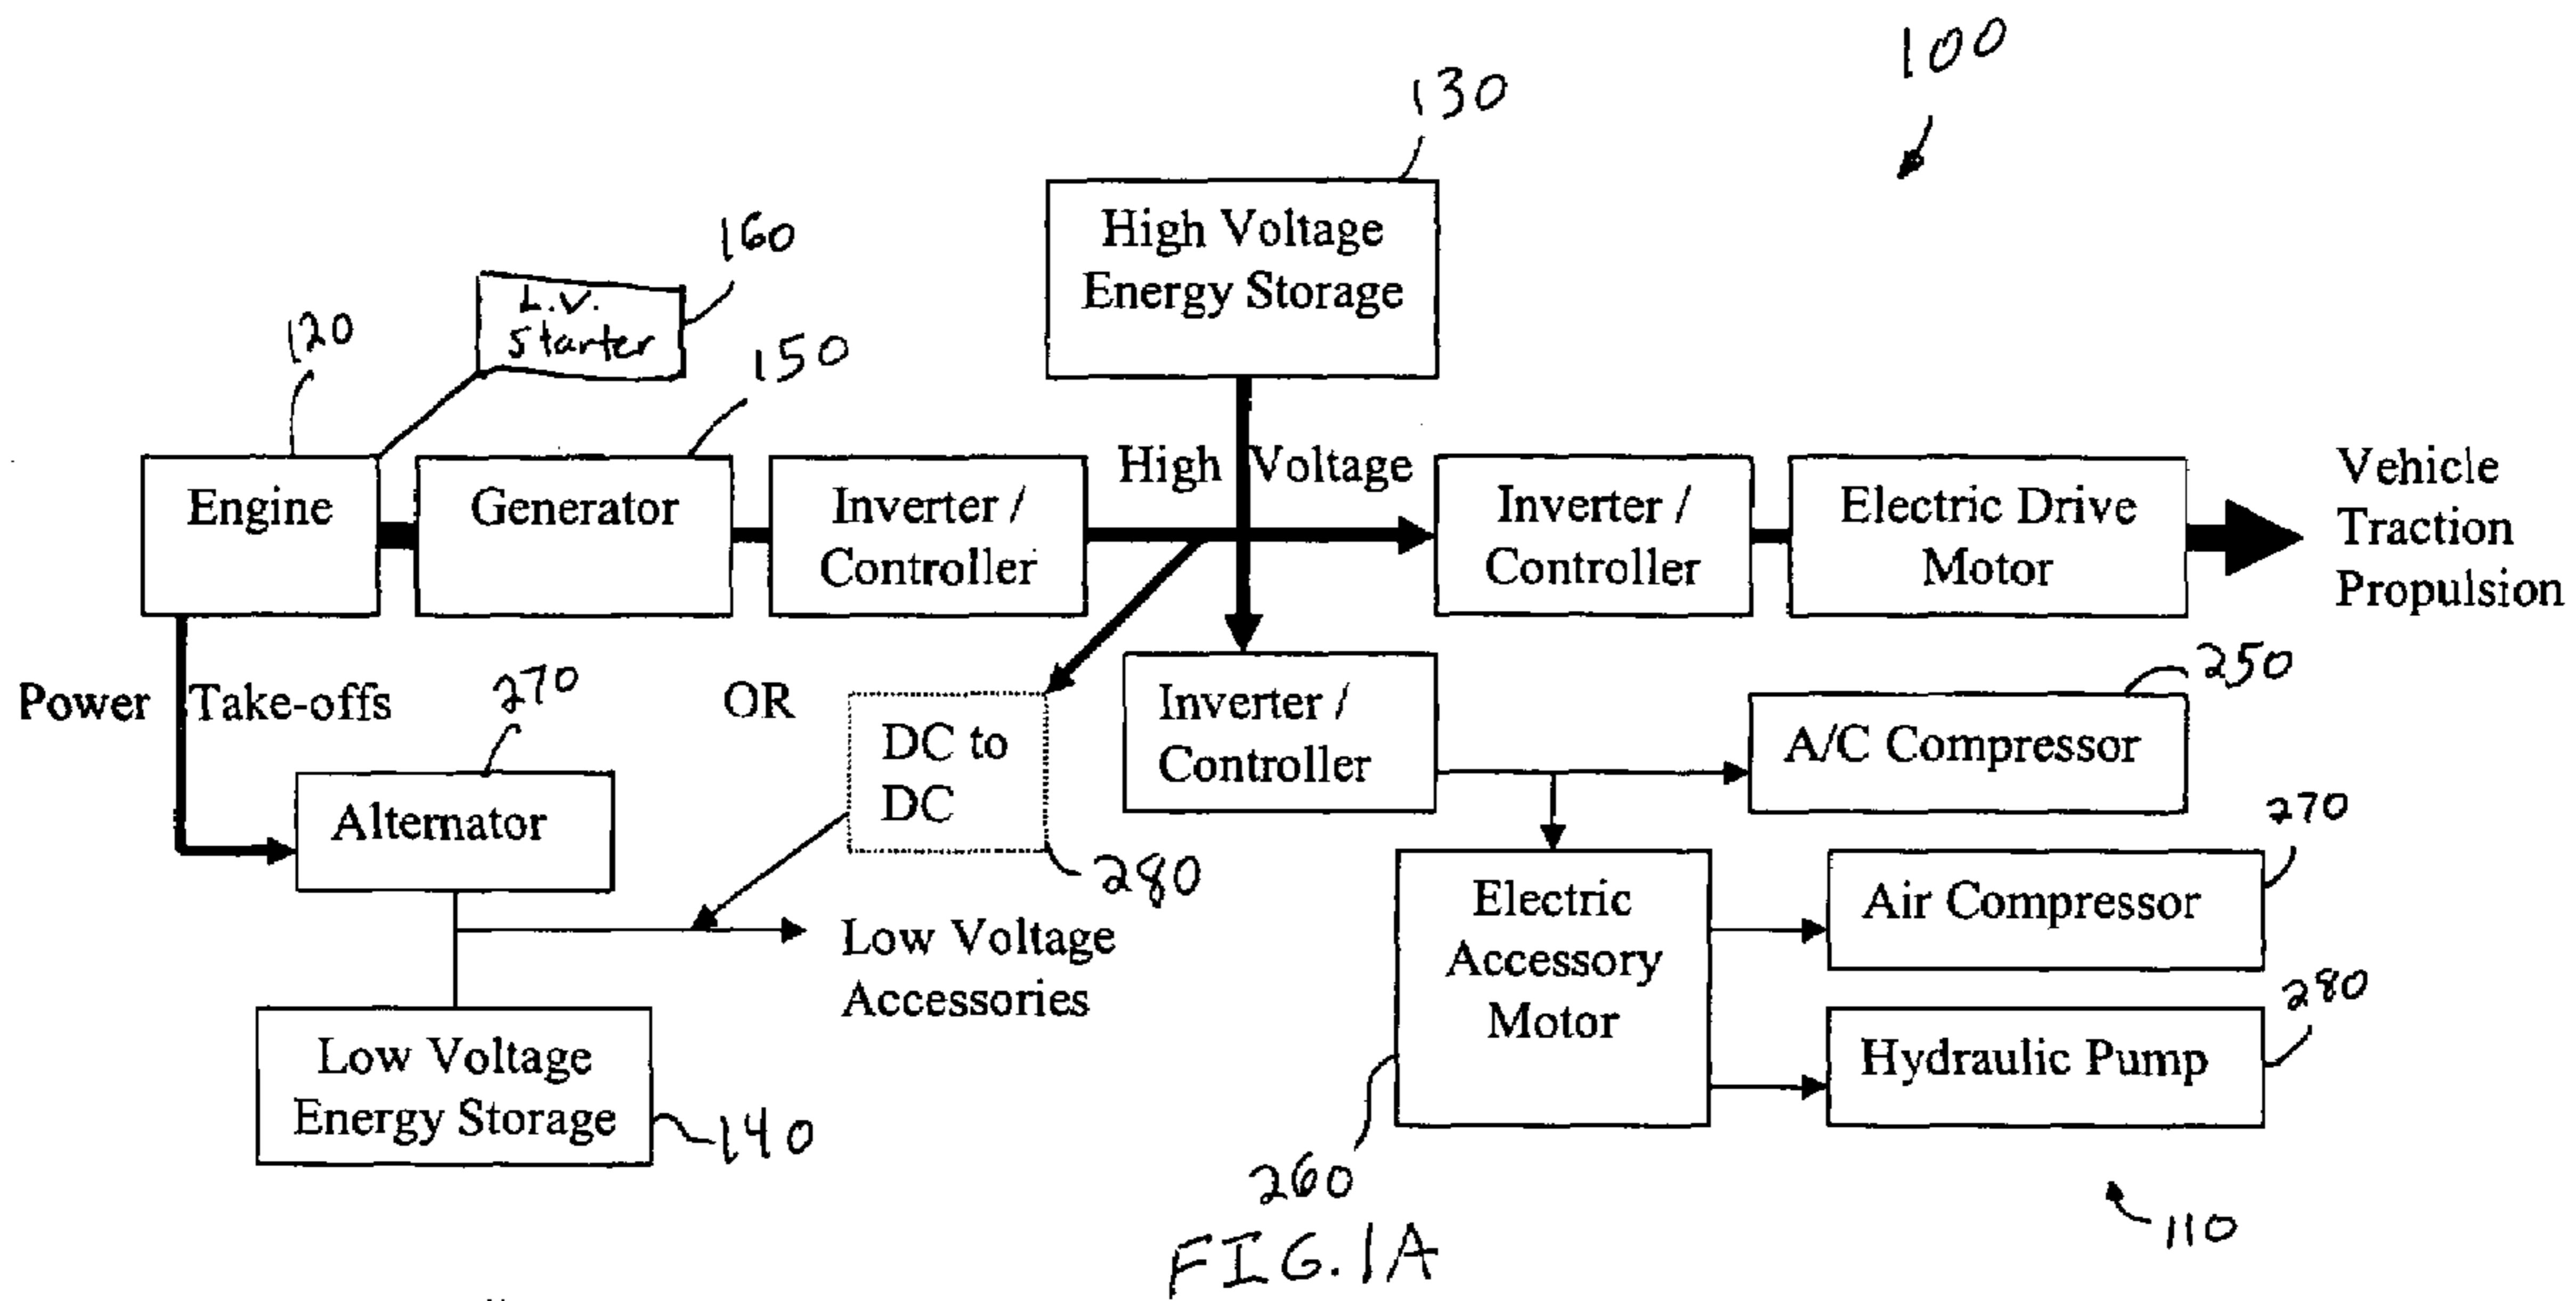 100
130
High Voltage
Energy Storage
160
L.V.
Starter
120
150
Engine
Generator
Inverter /
Controller
High Voltage
Inverter /
Controller
Electric Drive
Motor
Vehicle
Traction
Propulsion
Power Take-offs
270
OR
DC to
DC
280
Inverter /
Controller
250
A/C Compressor
Alternator
270
Air Compressor
Electric
Accessory
Motor
Low Voltage
Accessories
280
Hydraulic Pump
Low Voltage
Energy Storage
140
260
110
FIG. 1A